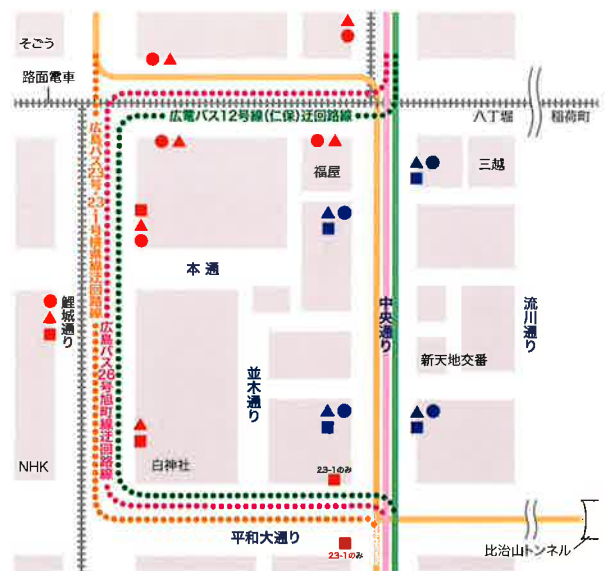 そごう
路面電車
広電バス12号線(仁保)迂回路線
八丁堀
稲荷町
広島バス23号・23-1号横県線迂回路線
福屋
三越
本通
鯉城通り
広島バス26号旭町線迂回路線
中央通り
流川通り
新天地交番
並木通り
NHK
白神社
23-1のみ
平和大通り
23-1のみ
比治山トンネル